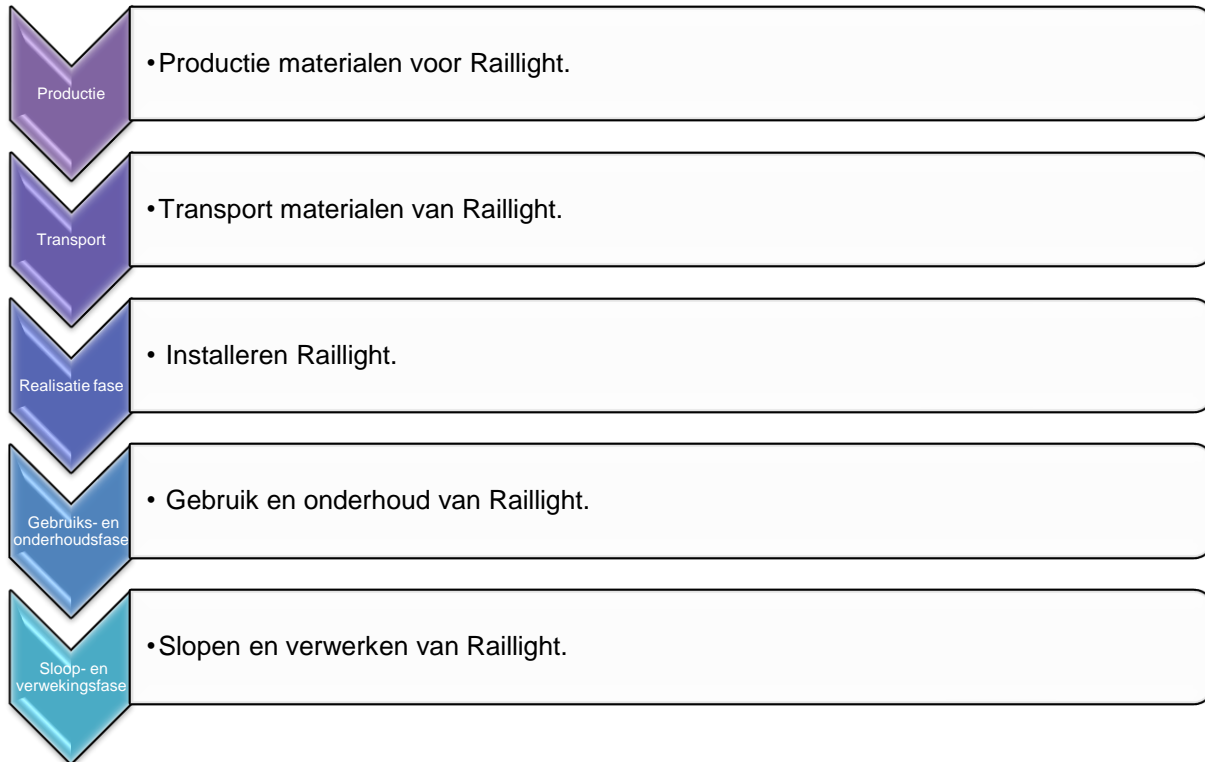 Productie
•Productie materialen voor Raillight.
Transport
•Transport materialen van Raillight.
Realisatie fase
• Installeren Raillight.
Gebruiks- en
onderhoudsfase
• Gebruik en onderhoud van Raillight.
Sloop- en
verwekingsfase
•Slopen en verwerken van Raillight.